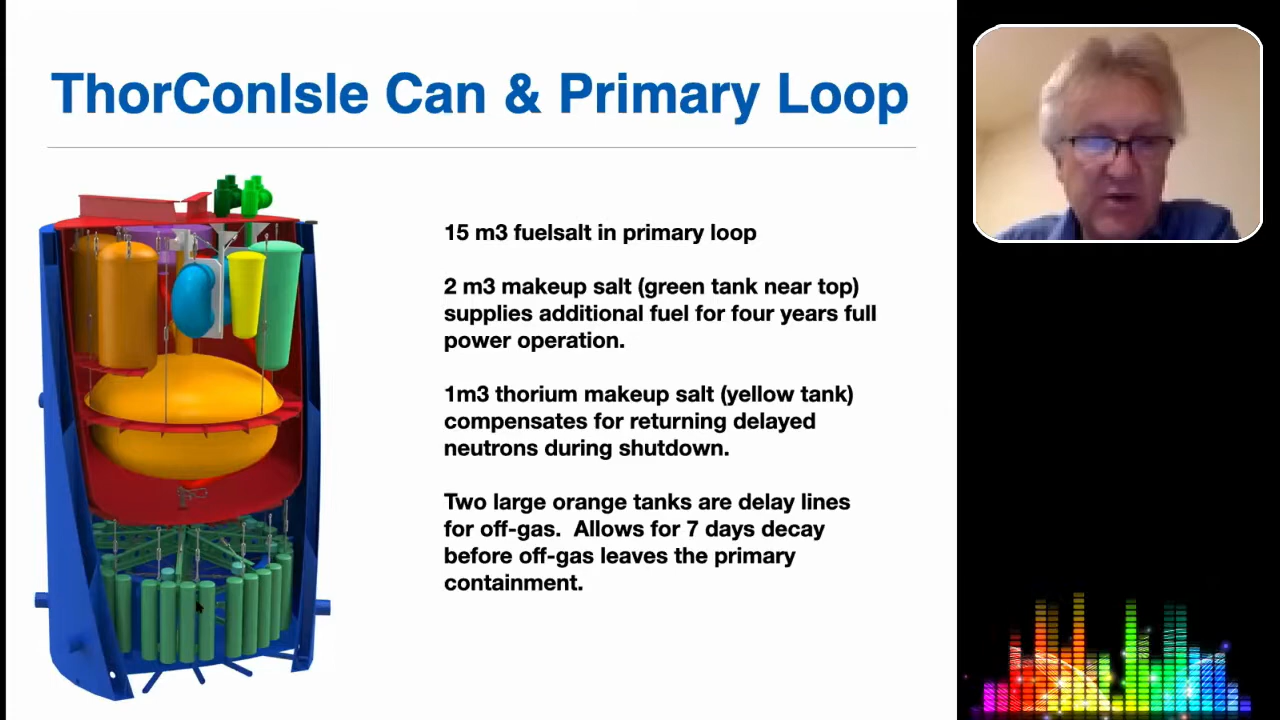 ThorConIsle Can & Primary Loop
15 m3 fuelsalt in primary loop
2 m3 makeup salt (green tank near top)
supplies additional fuel for four years full
power operation.
1m3 thorium makeup salt (yellow tank)
compensates for returning delayed
neutrons during shutdown.
Two large orange tanks are delay lines
for off-gas.  Allows for 7 days decay
before off-gas leaves the primary
containment.